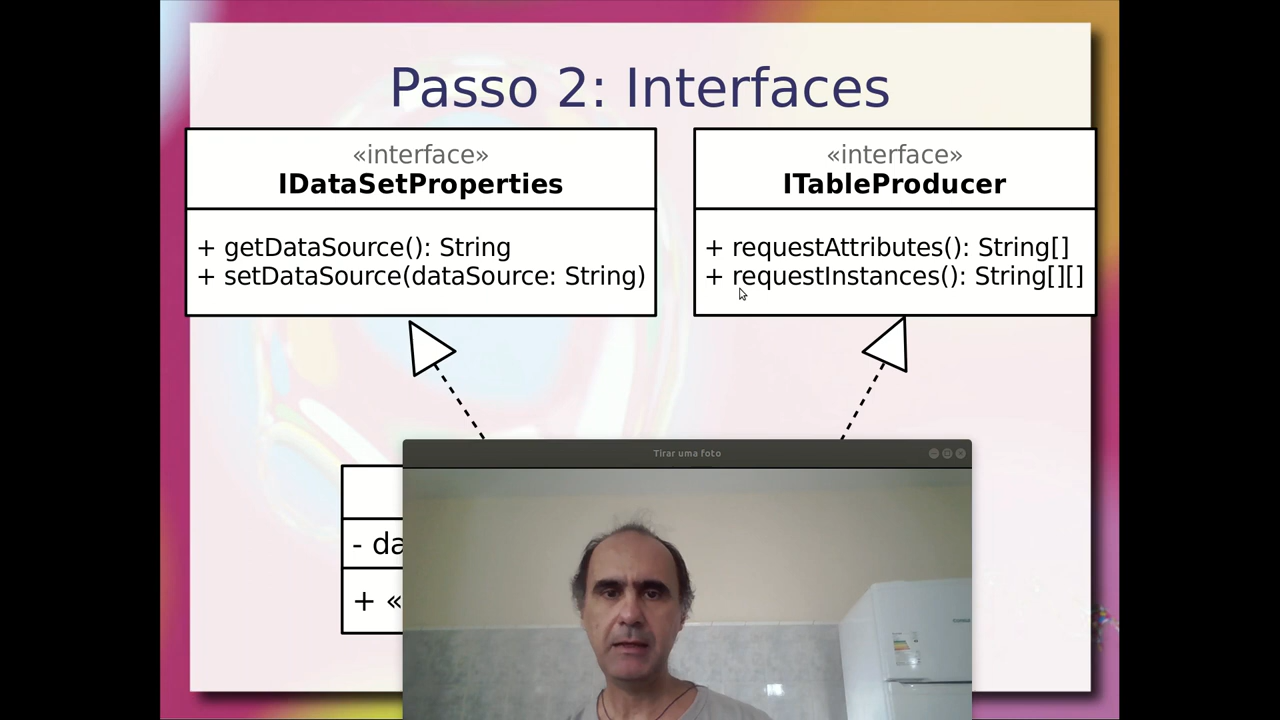 Passo 2: Interfaces
«interface»
IDataSetProperties
+ getDataSource(): String
+ setDataSource(dataSource: String)
«interface»
ITableProducer
+ requestAttributes(): String[]
+ requestInstances(): String[][]
Tirar uma foto
- da
+ «